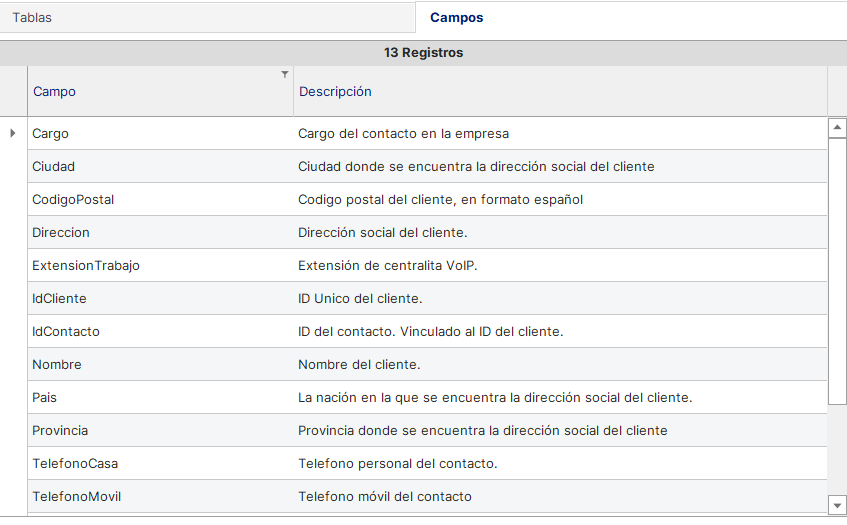 Tablas Campos
13 Registros
Campo Descripción
Cargo Cargo del contacto en la empresa
Ciudad Ciudad donde se encuentra la dirección social del cliente
CodigoPostal Codigo postal del cliente, en formato español
Direccion Dirección social del cliente.
ExtensionTrabajo Extensión de centralita VoIP.
IdCliente ID Unico del cliente.
IdContacto ID del contacto. Vinculado al ID del cliente.
Nombre Nombre del cliente.
Pais La nación en la que se encuentra la dirección social del cliente.
Provincia Provincia donde se encuentra la dirección social del cliente
TelefonoCasa Telefono personal del contacto.
TelefonoMovil Telefono móvil del contacto